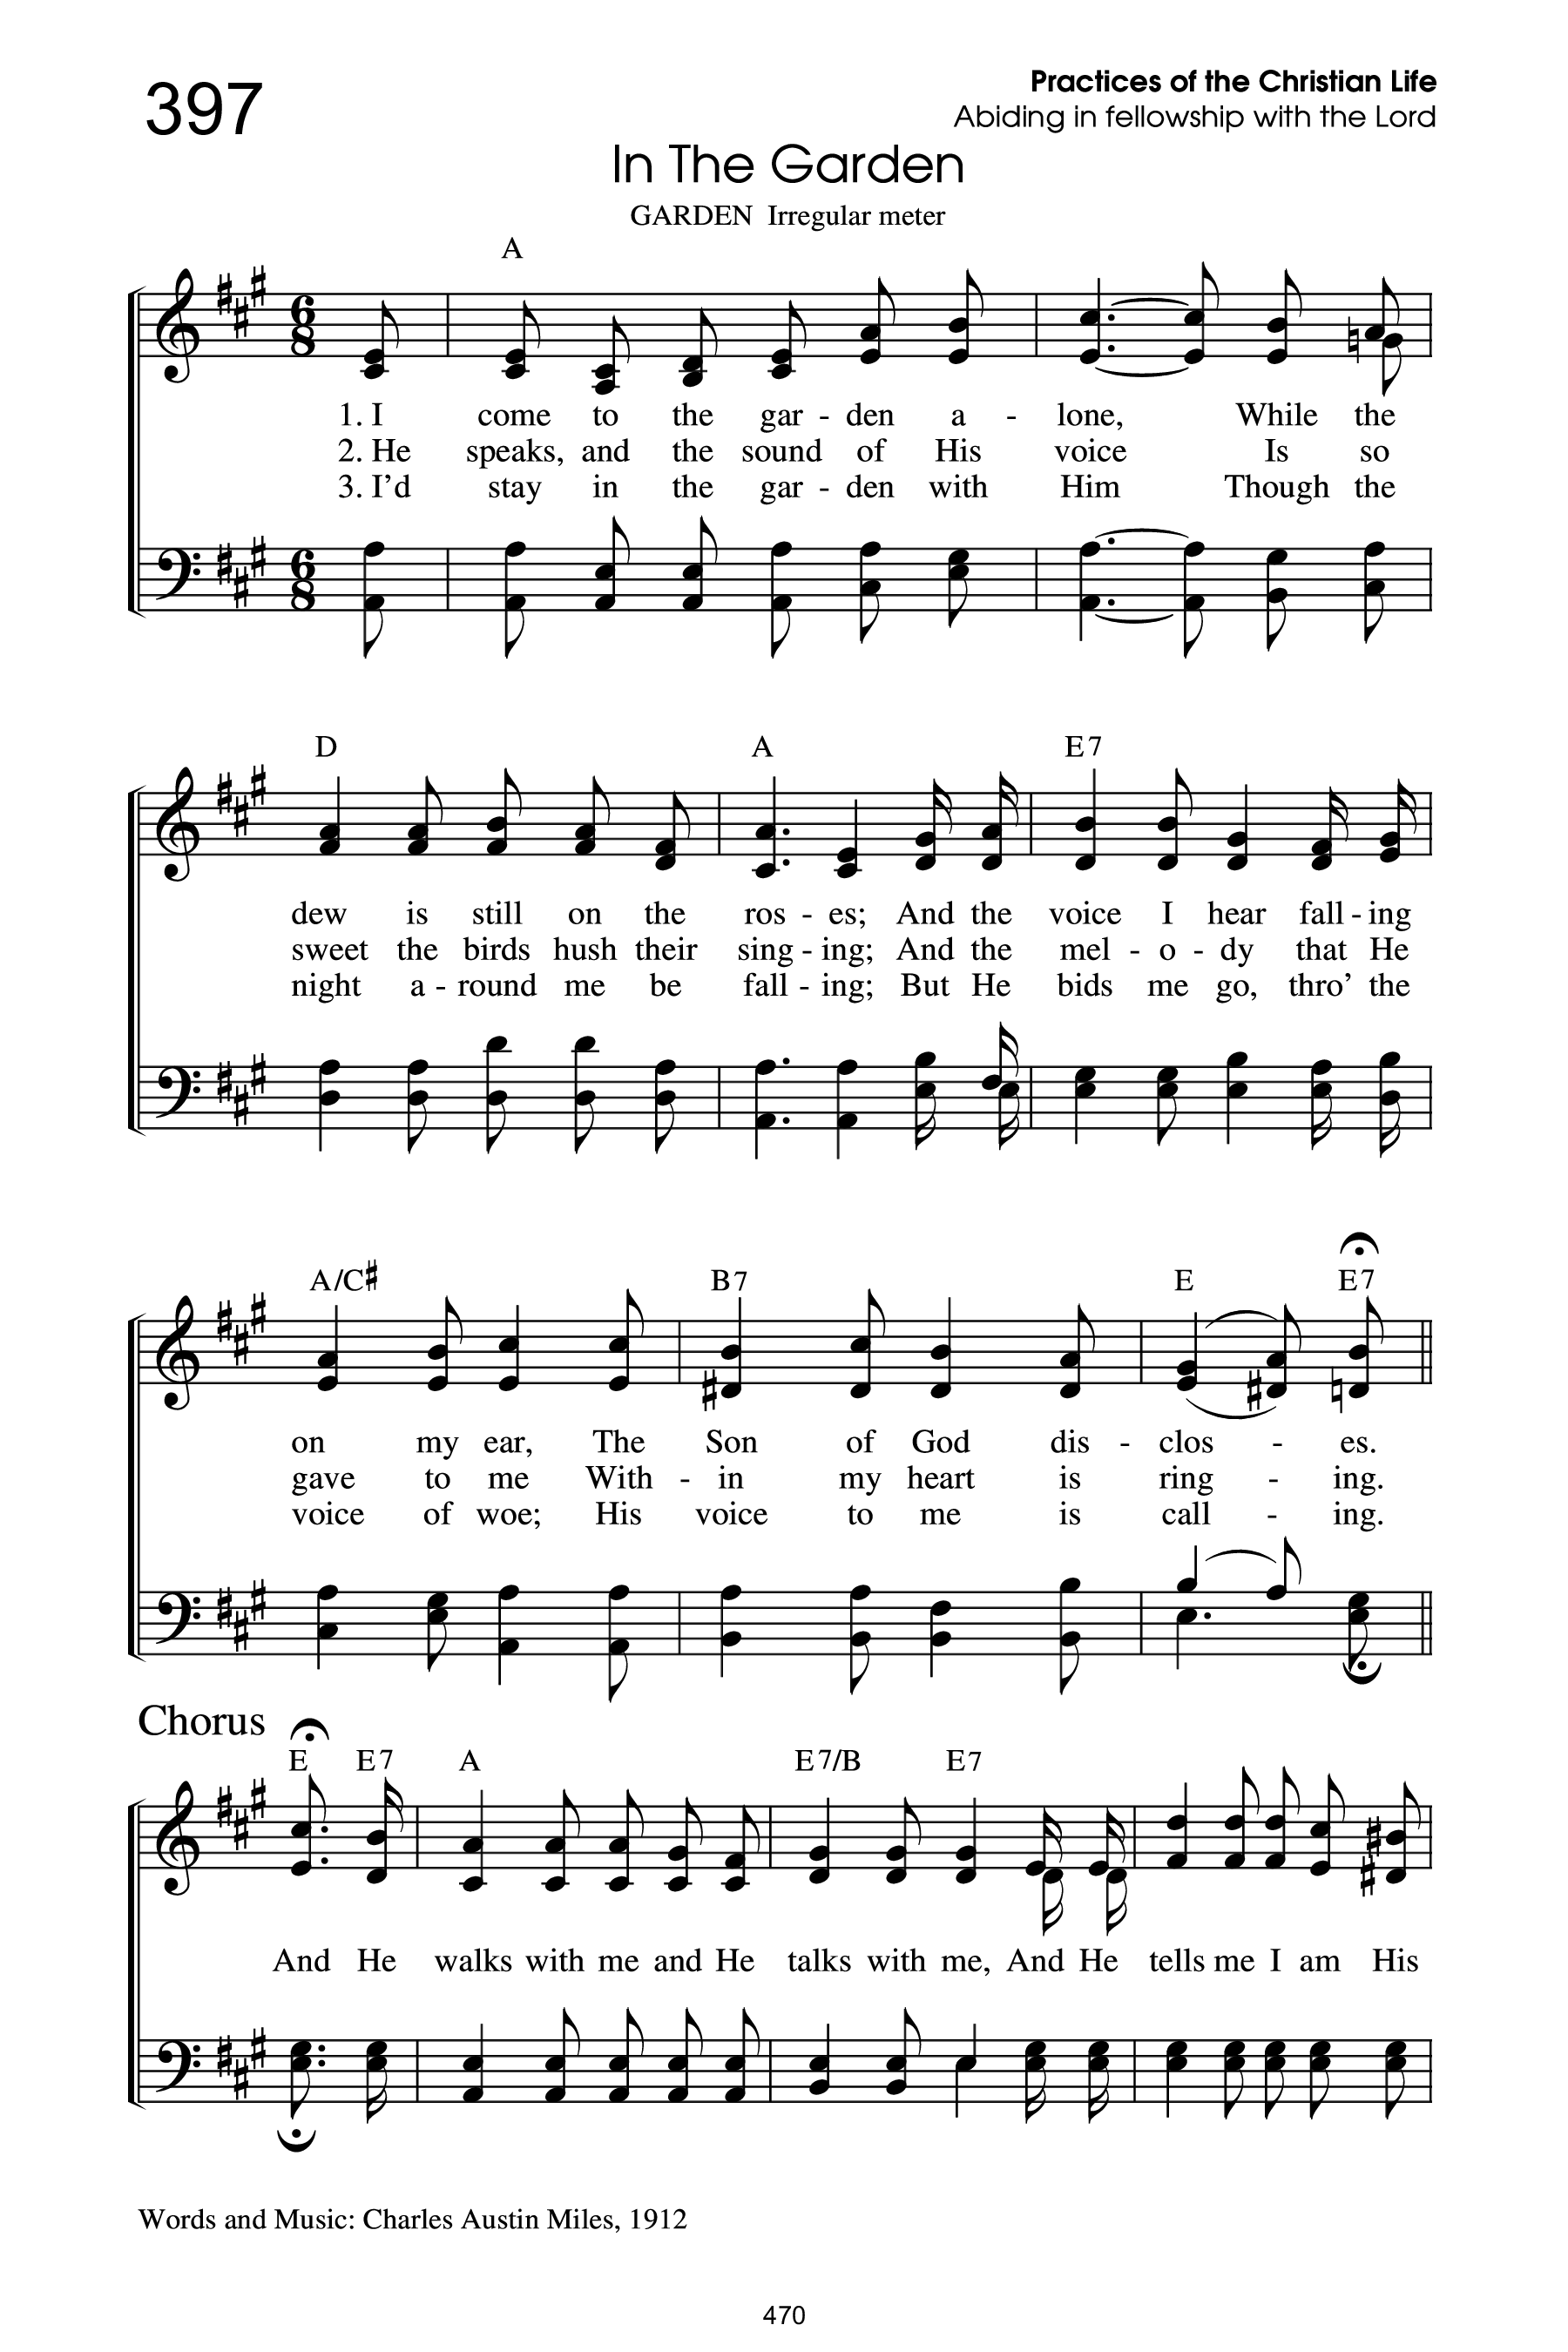 397
Practices of the Christian Life
Abiding in fellowship with the Lord
In The Garden
GARDEN Irregular meter
A
6 8
1. I come to the gar - den a - lone, While the
2. He speaks, and the sound of His voice Is so
3. I'd stay in the gar - den with Him Though the
6 8
D A E7
dew is still on the ros - es; And the voice I hear fall - ing
sweet the birds hush their sing - ing; And the mel - o - dy that He
night a - round me be fall - ing; But He bids me go, thro' the
A/C♯ B7 E E7
on my ear, The Son of God dis - clos - es.
gave to me With - in my heart is ring - ing.
voice of woe; His voice to me is call - ing.
Chorus
E E7 A E7/B E7
And He walks with me and He talks with me, And He tells me I am His
Words and Music: Charles Austin Miles, 1912
470